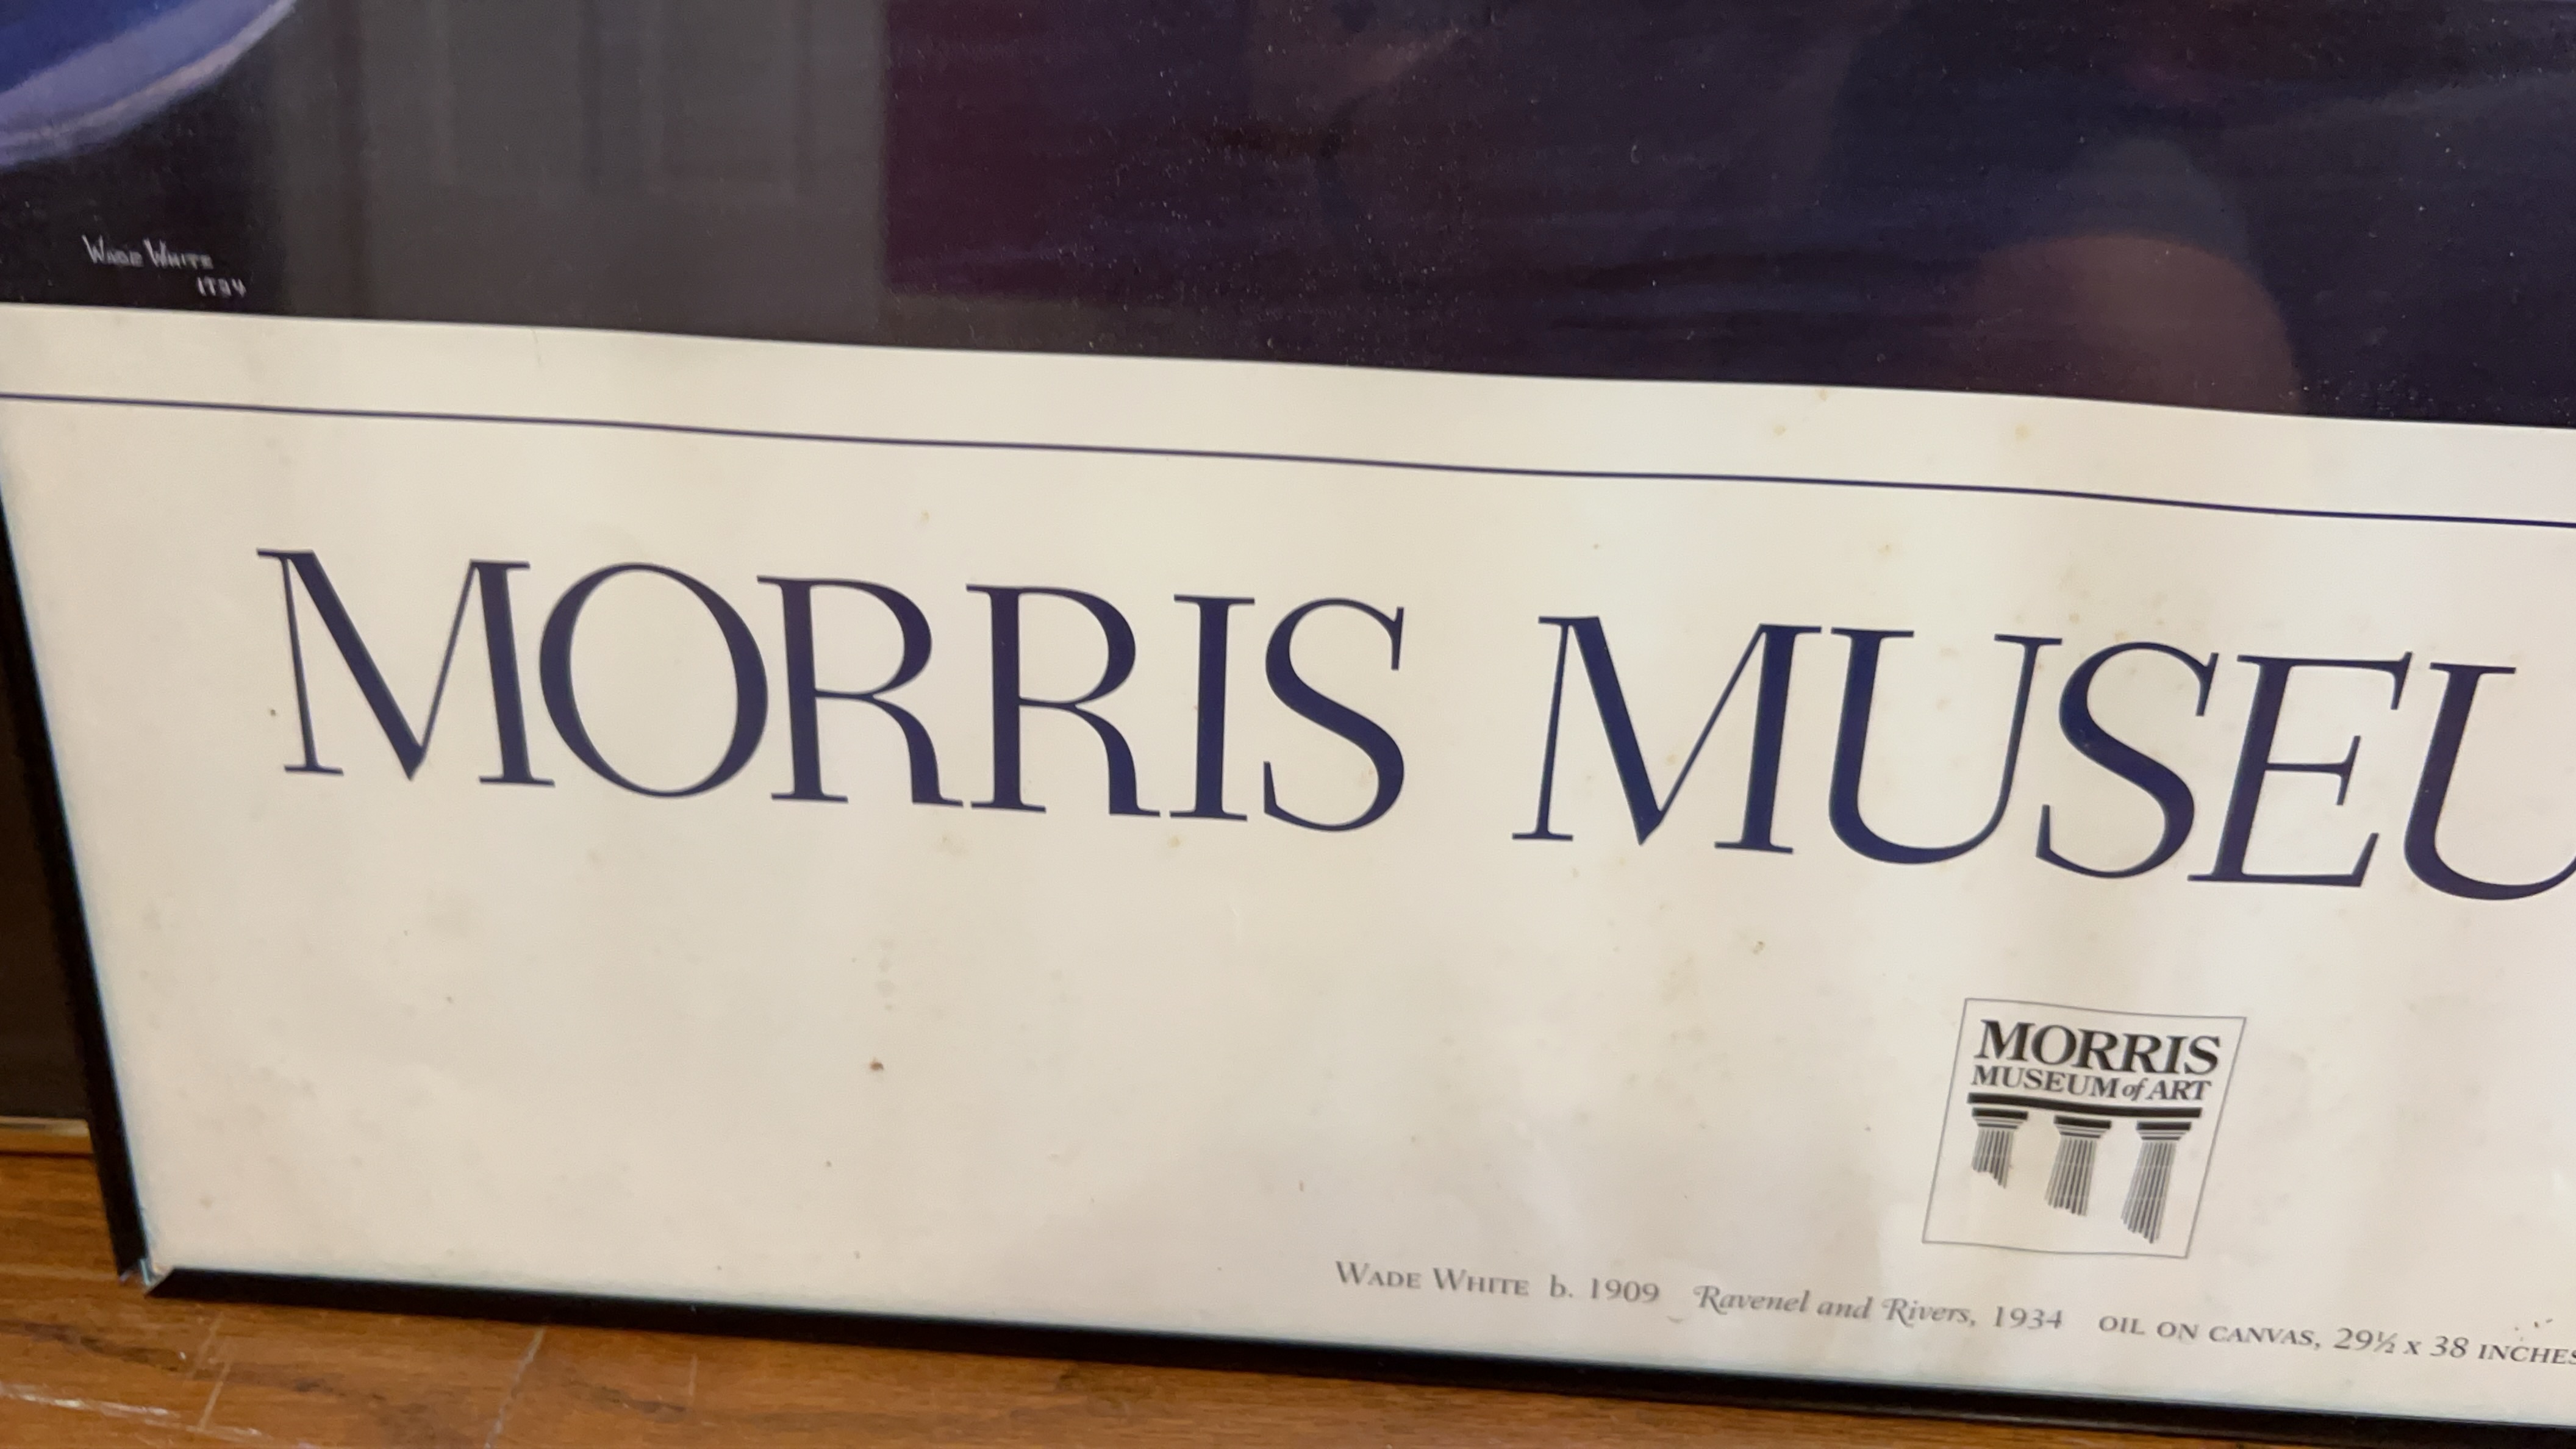 WADE WHITE
1934
MORRIS MUSEU
MORRIS
MUSEUM of ART
WADE WHITE b. 1909 Ravenel and Rivers, 1934 OIL ON CANVAS, 29½ x 38 INCHES